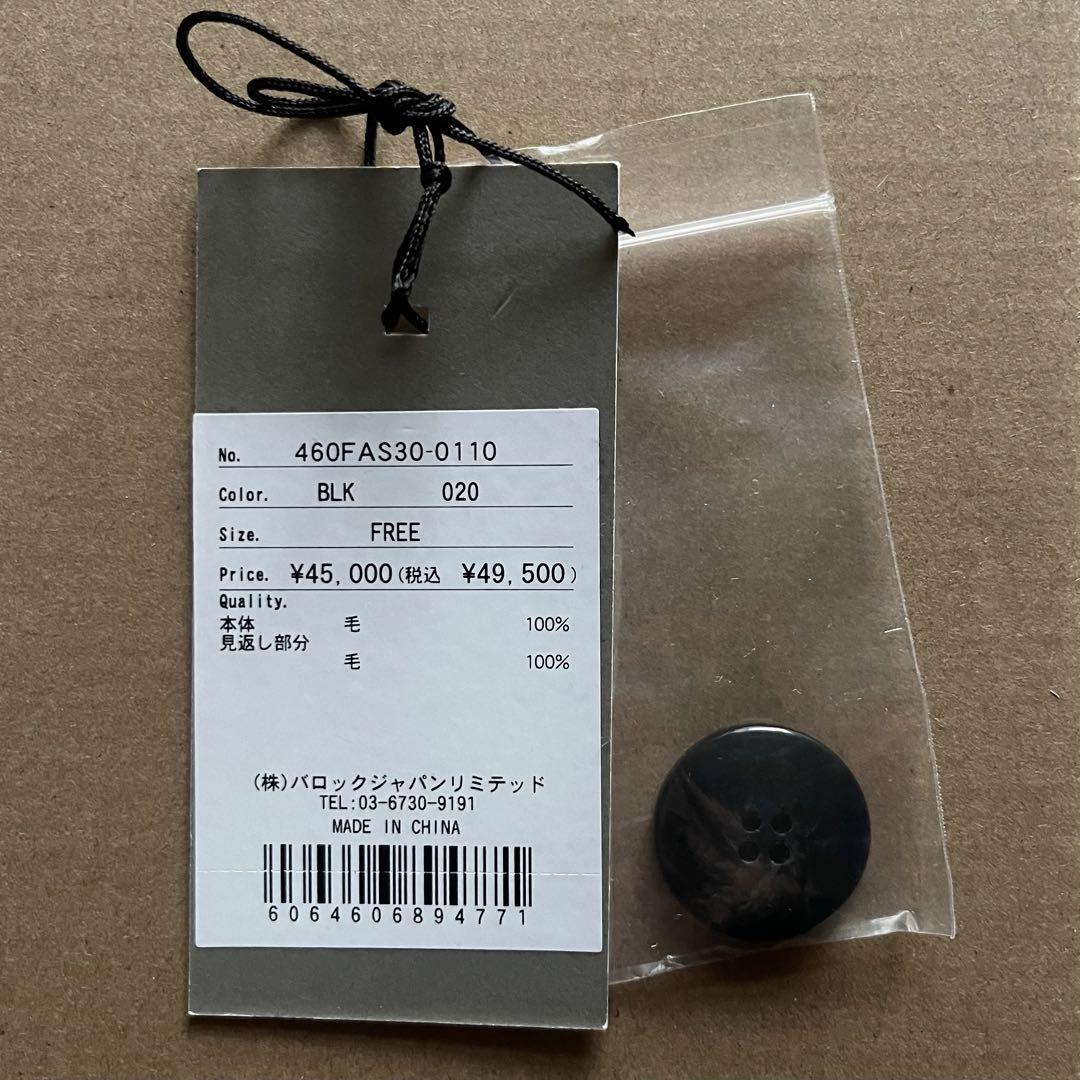 No. 460FAS30-0110
Color. BLK 020
Size. FREE
Price. ¥45,000(税込 ¥49,500)
Quality.
本体 毛 100%
見返し部分
毛 100%
(株)バロックジャパンリミテッド
TEL:03-6730-9191
MADE IN CHINA
6064606894771